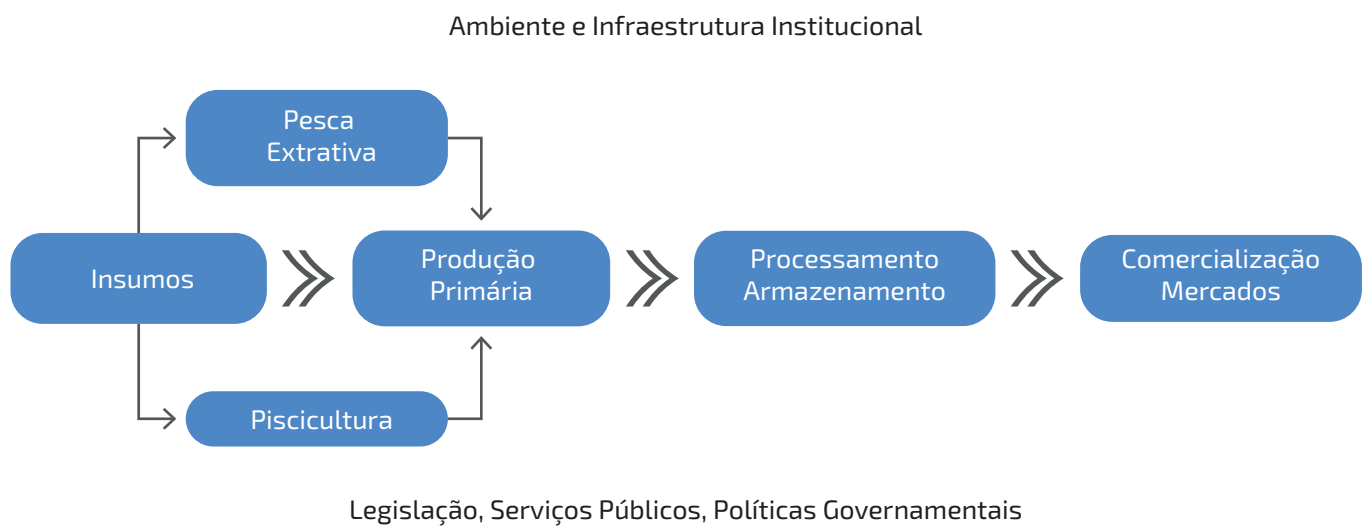 Ambiente e Infraestrutura Institucional
Pesca
Extrativa
Insumos
Produção
Primária
Processamento
Armazenamento
Comercialização
Mercados
Piscicultura
Legislação, Serviços Públicos, Políticas Governamentais